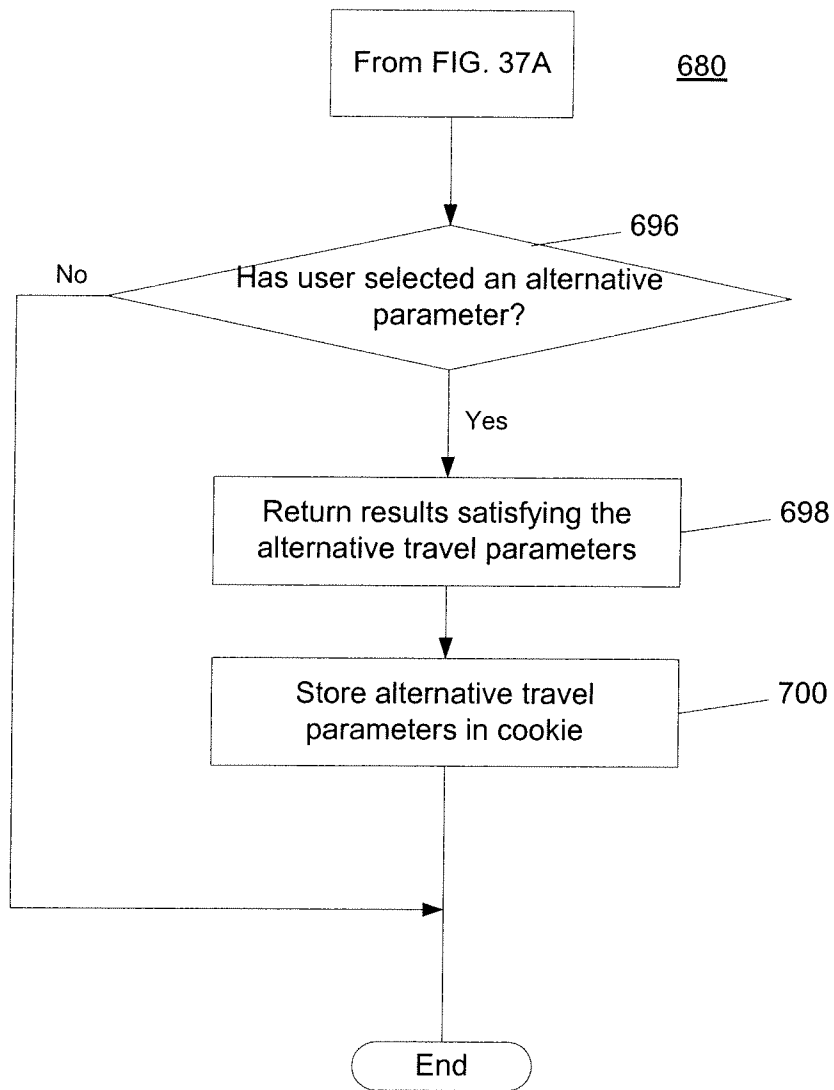 From FIG. 37A
680
696
No
Has user selected an alternative
parameter?
Yes
Return results satisfying the
alternative travel parameters
698
Store alternative travel
parameters in cookie
700
End